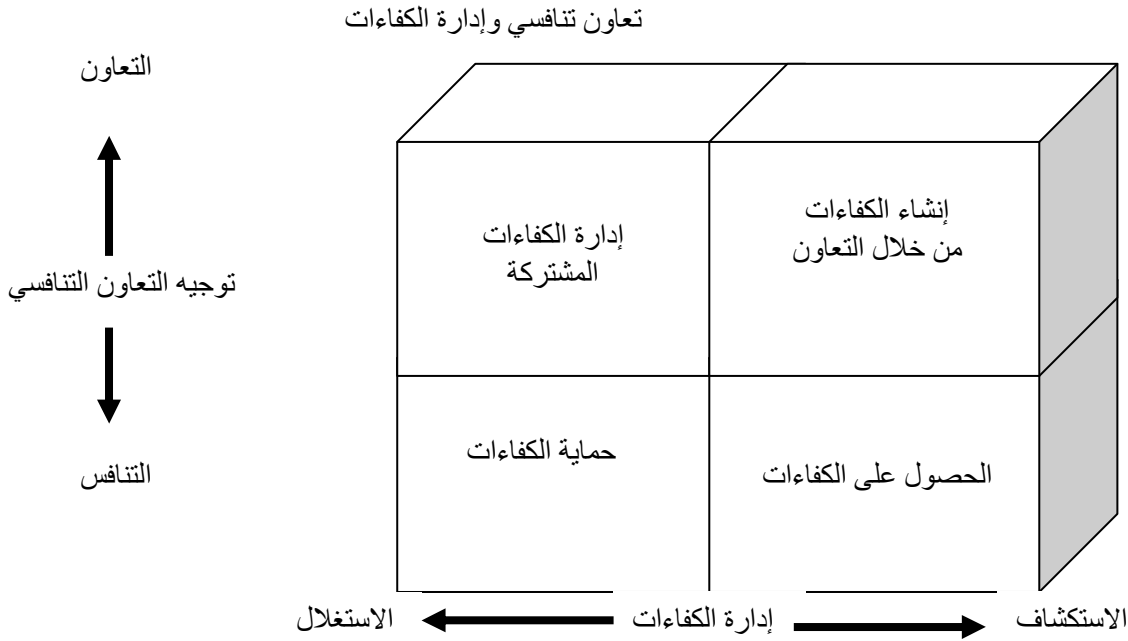 تعاون تنافسي وإدارة الكفاءات
التعاون
إنشاء الكفاءات
من خلال التعاون
إدارة الكفاءات
المشتركة
توجيه التعاون التنافسي
حماية الكفاءات
الحصول على الكفاءات
التنافس
الاستكشاف
إدارة الكفاءات
الاستغلال